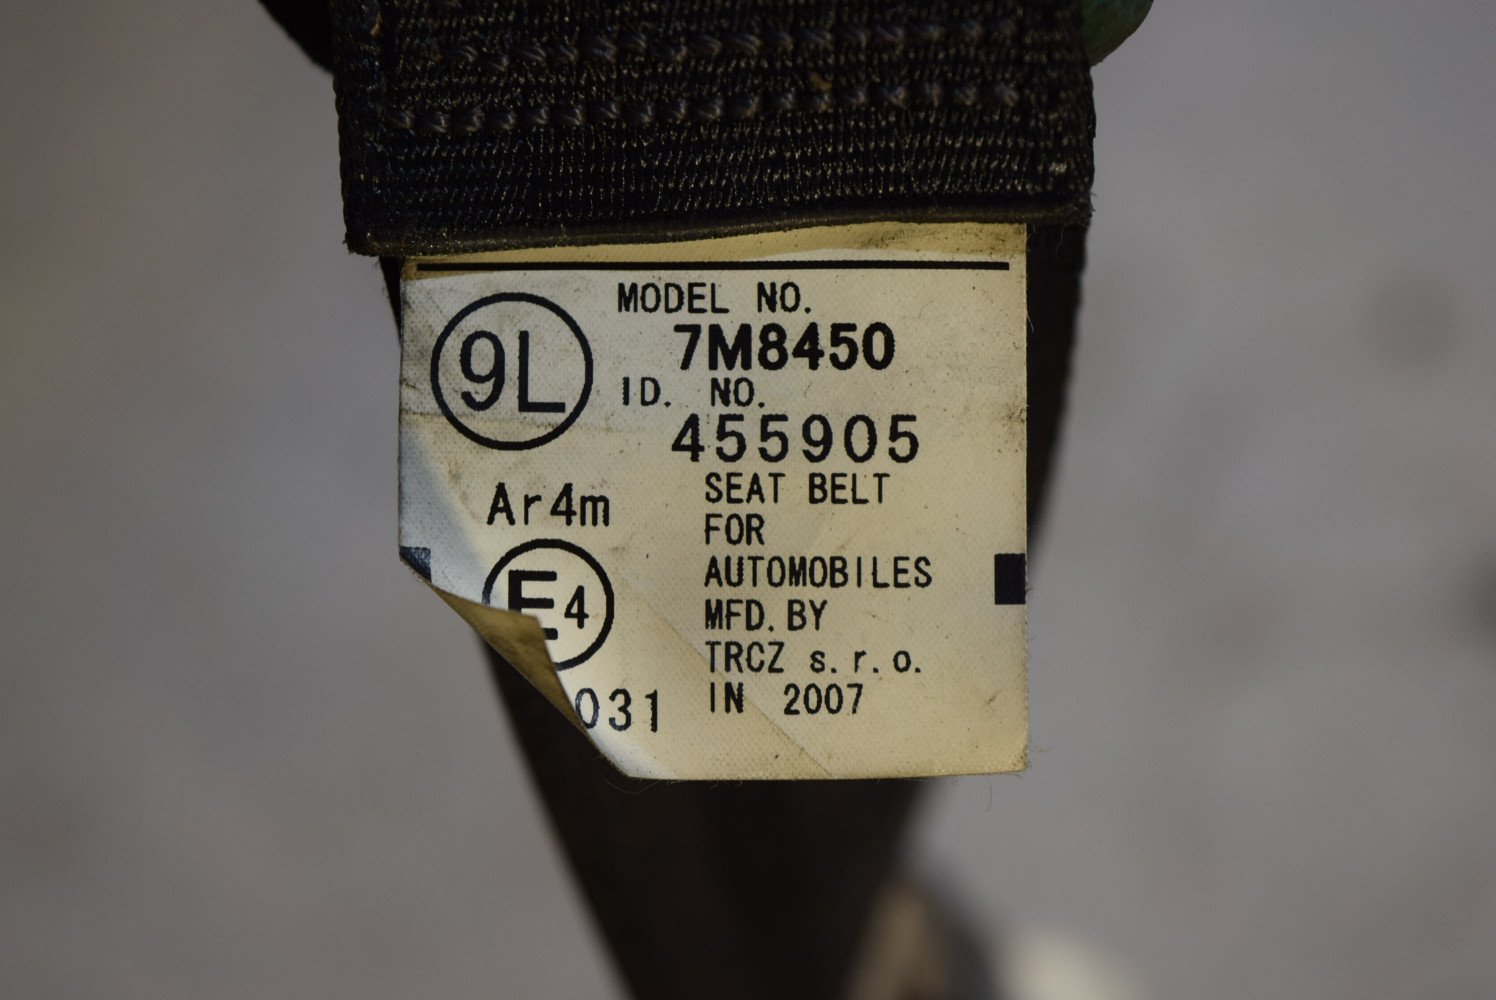 MODEL NO.
7M8450
9L
ID. NO.
455905
Ar4m
E4
031
SEAT BELT
FOR
AUTOMOBILES
MFD. BY
TRCZ s.r.o.
IN 2007